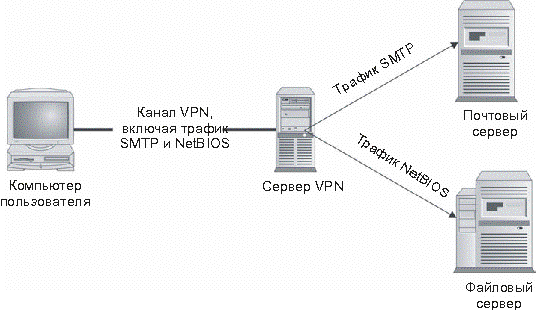 Компьютер
пользователя
Канал VPN,
включая трафик
SMTP и NetBIOS
Сервер VPN
Трафик SMTP
Почтовый
сервер
Трафик NetBIOS
Файловый
сервер